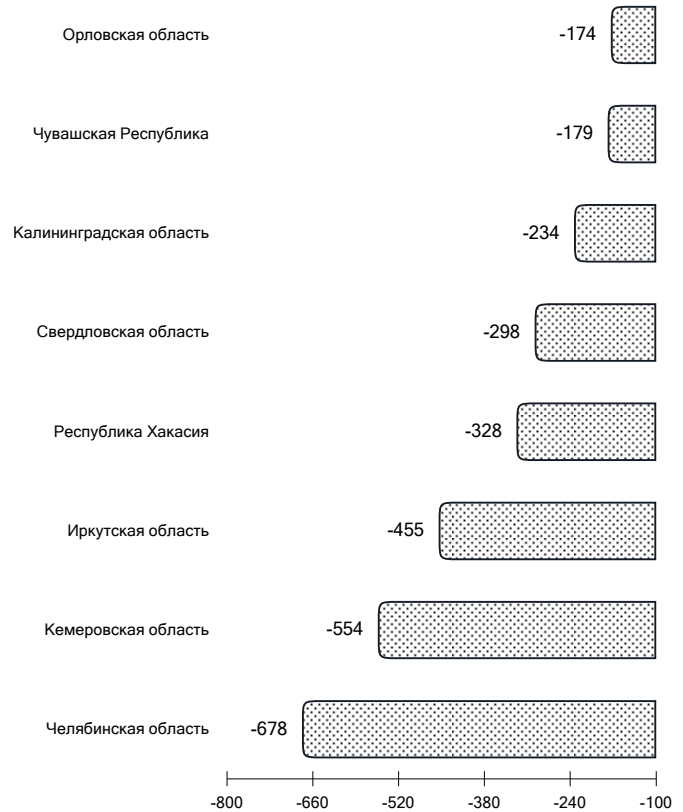 Орловская область -174
Чувашская Республика -179
Калининградская область -234
Свердловская область -298
Республика Хакасия -328
Иркутская область -455
Кемеровская область -554
Челябинская область -678
-800 -660 -520 -380 -240 -100